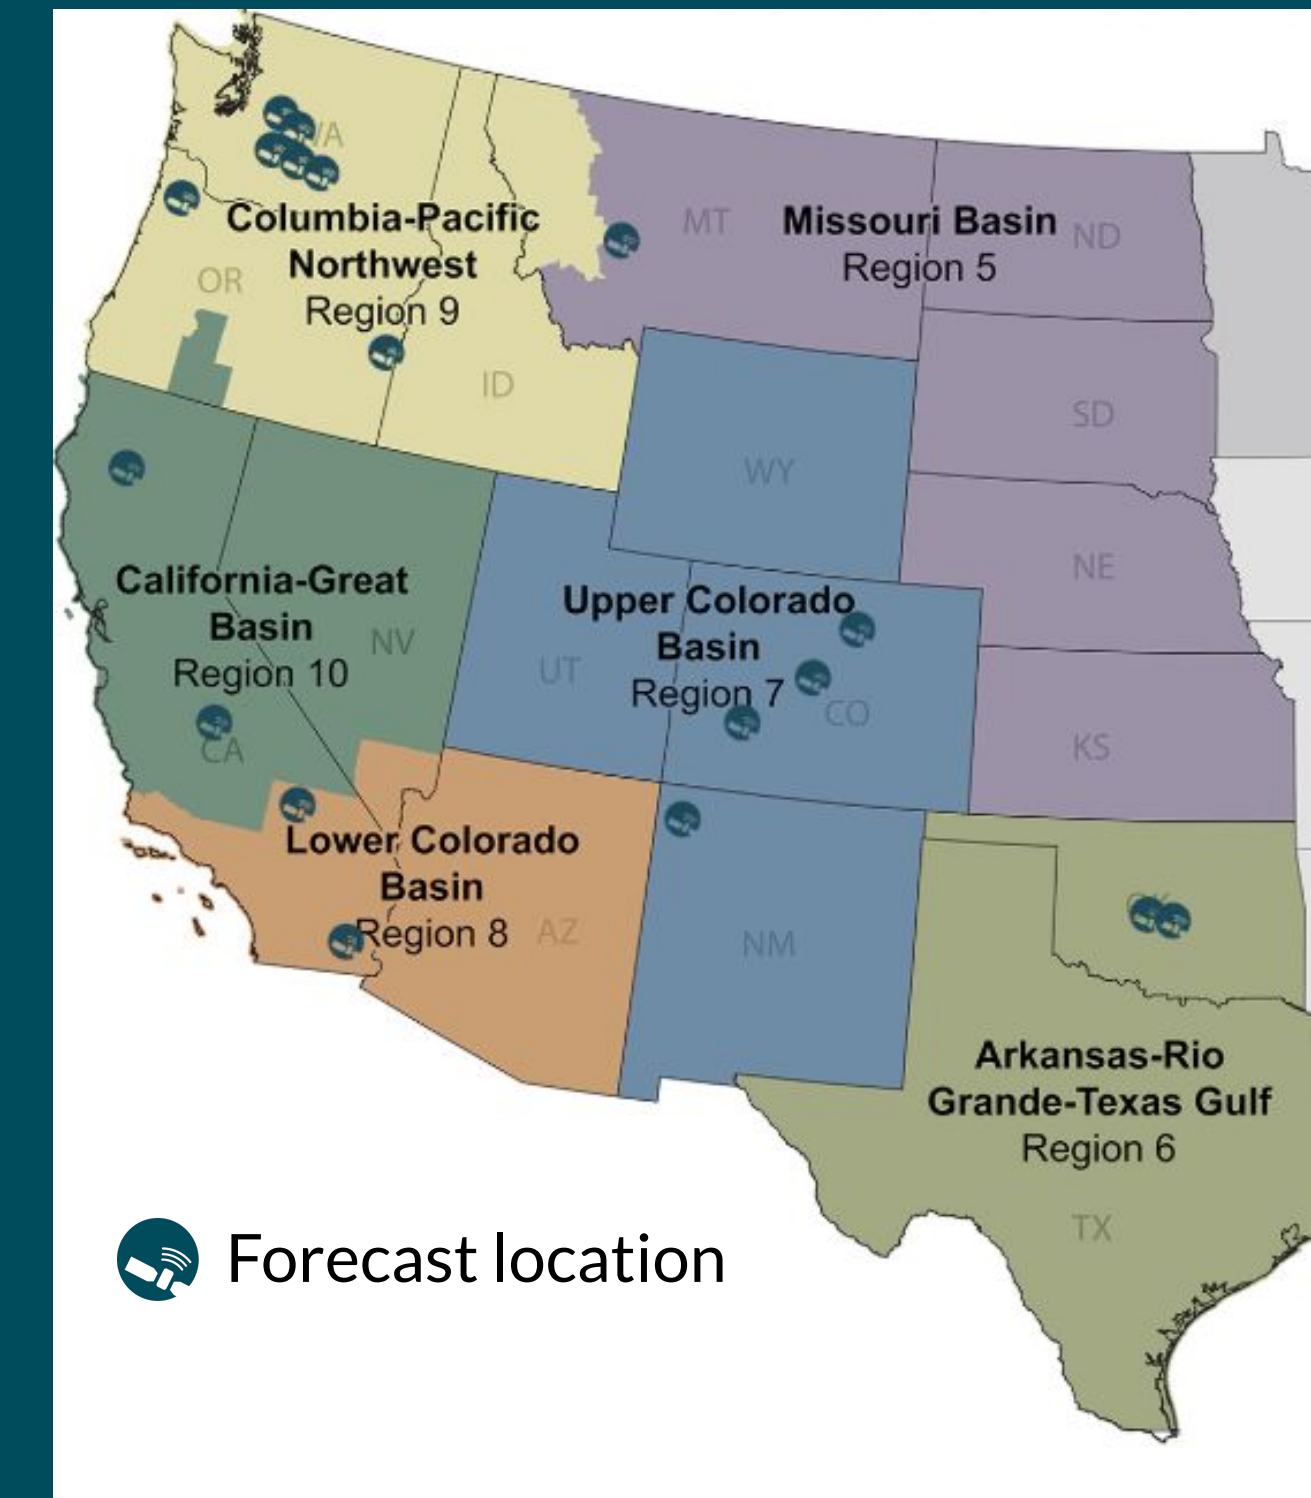 WA
Columbia-Pacific
Northwest
Region 9
OR
ID
MT
Missouri Basin
Region 5
ND
SD
WY
NE
California-Great
Basin
Region 10
NV
CA
Upper Colorado
Basin
Region 7
UT
CO
KS
Lower Colorado
Basin
Region 8
AZ
NM
Arkansas-Rio
Grande-Texas Gulf
Region 6
TX
Forecast location